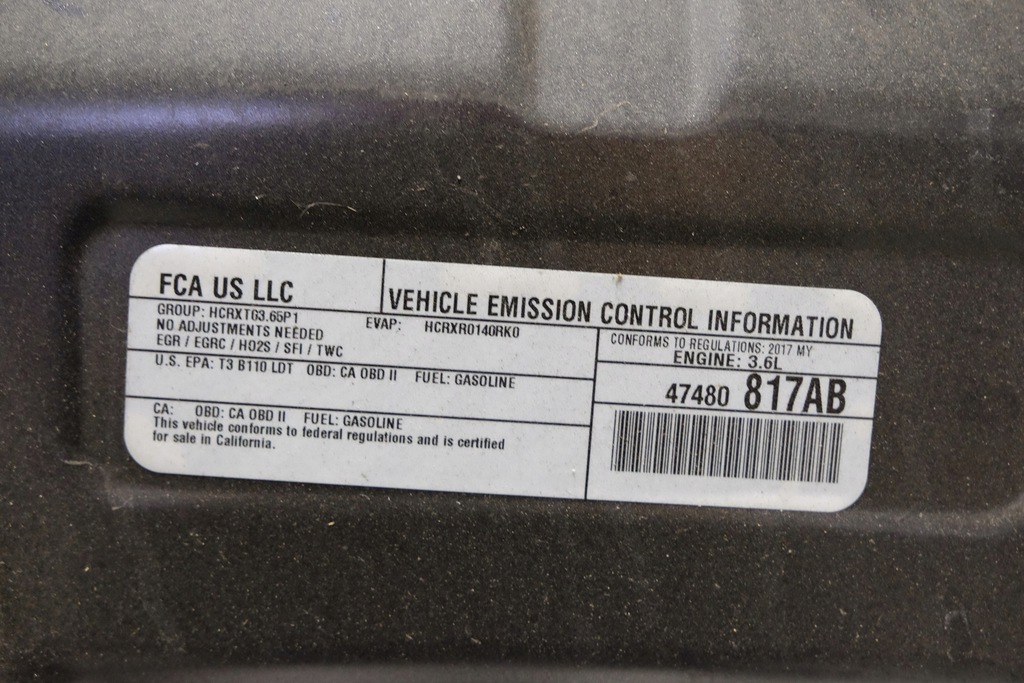 FCA US LLC
VEHICLE EMISSION CONTROL INFORMATION
GROUP: HCRXT03.65P1
EVAP: HCRXR0140RK0
NO ADJUSTMENTS NEEDED
EGR / EGRC / HO2S / SFI / TWC
U.S. EPA: T3 B110 LDT OBD: CA OBD II FUEL: GASOLINE
CA: OBD: CA OBD II FUEL: GASOLINE
This vehicle conforms to federal regulations and is certified
for sale in California.
CONFORMS TO REGULATIONS: 2017 MY
ENGINE: 3.6L
47480 817AB